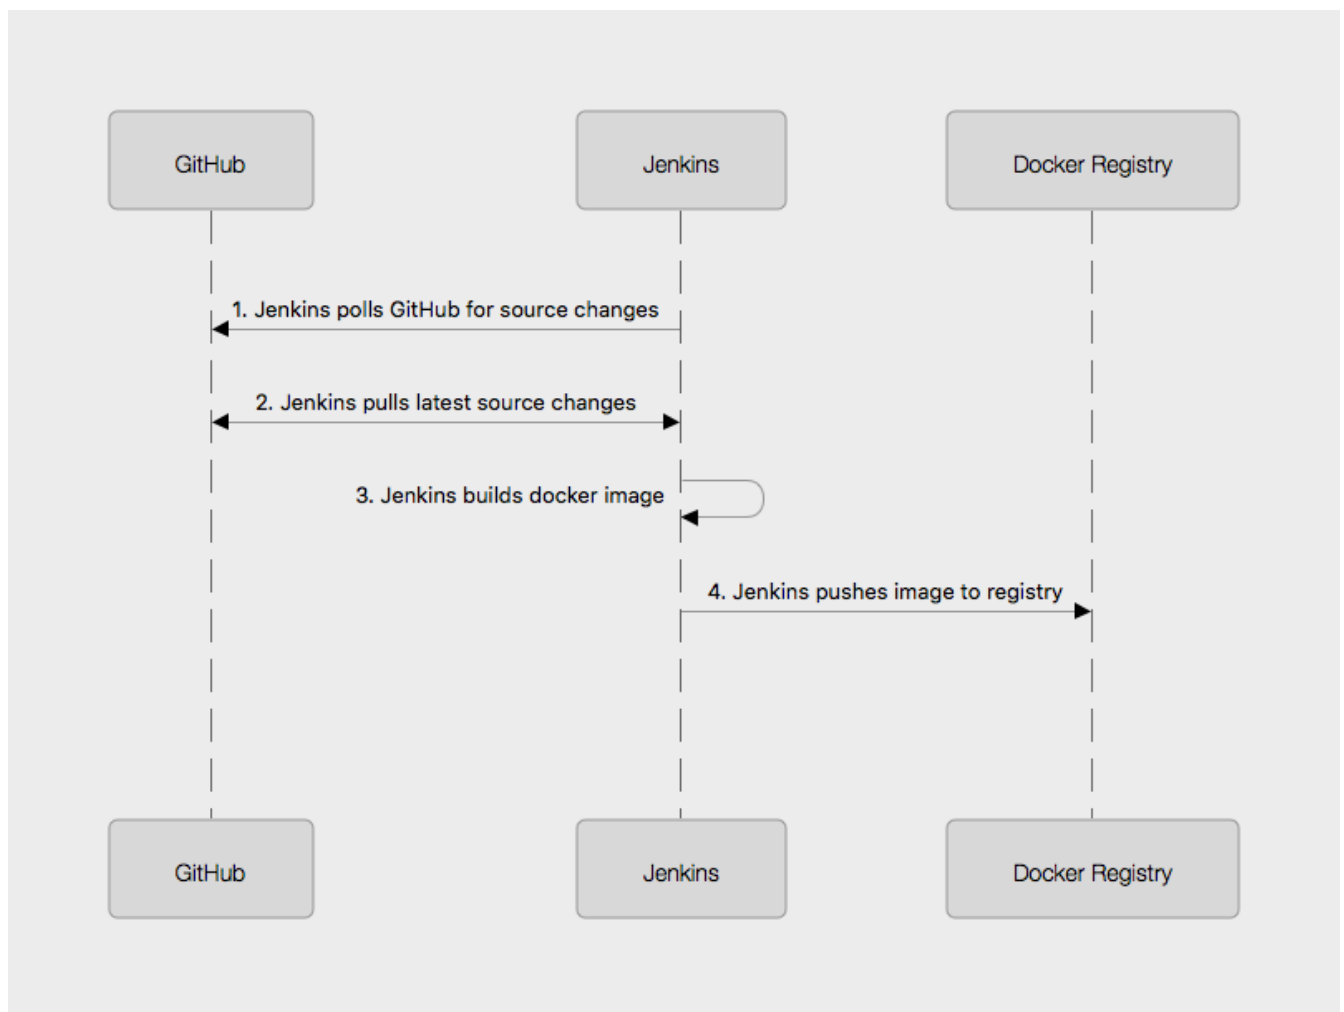 GitHub
Jenkins
Docker Registry
1. Jenkins polls GitHub for source changes
2. Jenkins pulls latest source changes
3. Jenkins builds docker image
4. Jenkins pushes image to registry
GitHub
Jenkins
Docker Registry